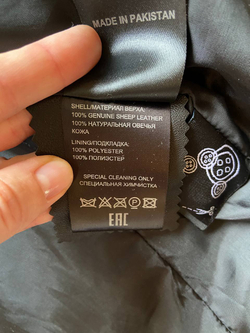 MADE IN PAKISTAN
SHELL/МАТЕРИАЛ ВЕРХА:
100% GENUINE SHEEP LEATHER
100% НАТУРАЛЬНАЯ ОВЕЧЬЯ
КОЖА
LINING/ПОДКЛАДКА:
100% POLYESTER
100% ПОЛИЭСТЕР
SPECIAL CLEANING ONLY
СПЕЦИАЛЬНАЯ ХИМЧИСТКА
EAC